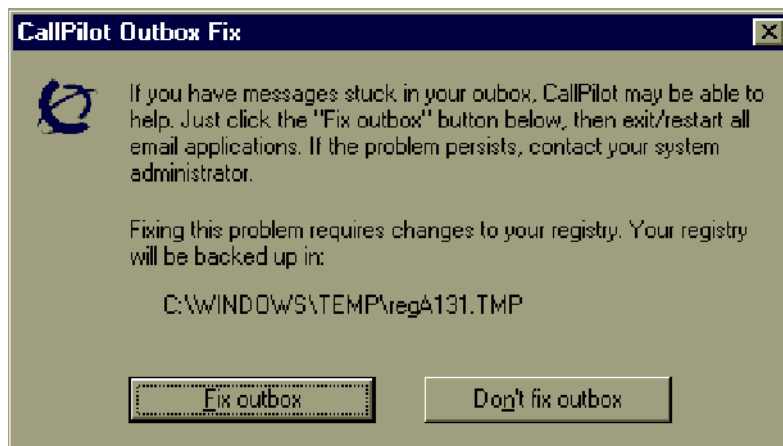 CallPilot Outbox Fix
If you have messages stuck in your oubox, CallPilot may be able to
help. Just click the "Fix outbox" button below, then exit/restart all
email applications. If the problem persists, contact your system
administrator.
Fixing this problem requires changes to your registry. Your registry
will be backed up in:
C:\WINDOWS\TEMP\regA131.TMP
Fix outbox
Don't fix outbox